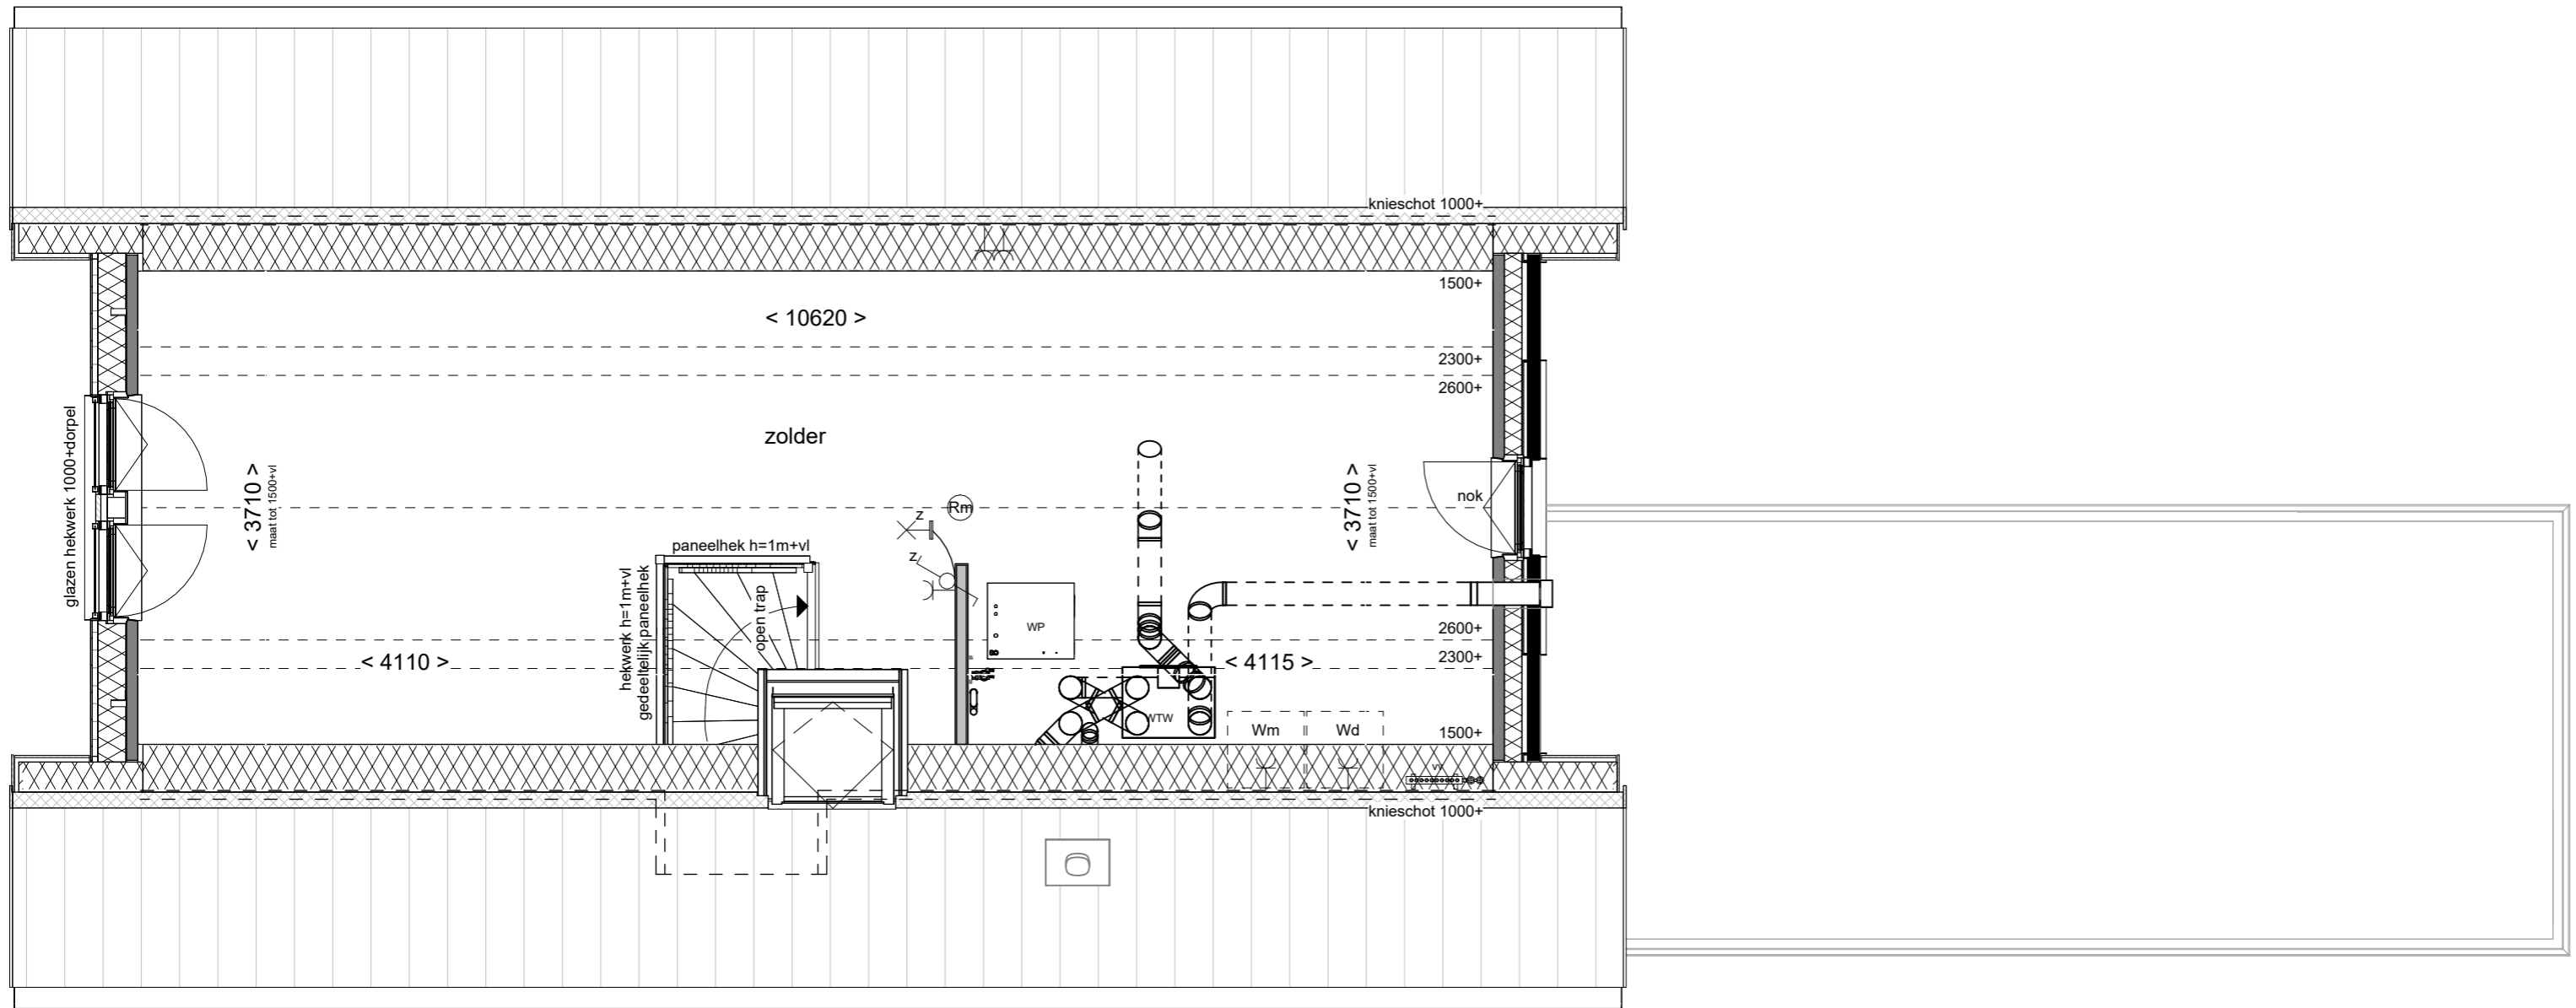 knieschot 1000+
1500+
< 10620 >
2300+
2600+
glazen hekwerk 1000+dorpel
zolder
< 3710 >
maat tot 1500+vl
< 3710 >
maat tot 1500+vl
nok
z
Rm
paneelhek h=1m+vl
z
hekwerk h=1m+vl
gedeeltelijk paneelhek
open trap
WP
2600+
< 4110 >
< 4115 >
2300+
WTW
Wm
Wd
1500+
vv
knieschot 1000+